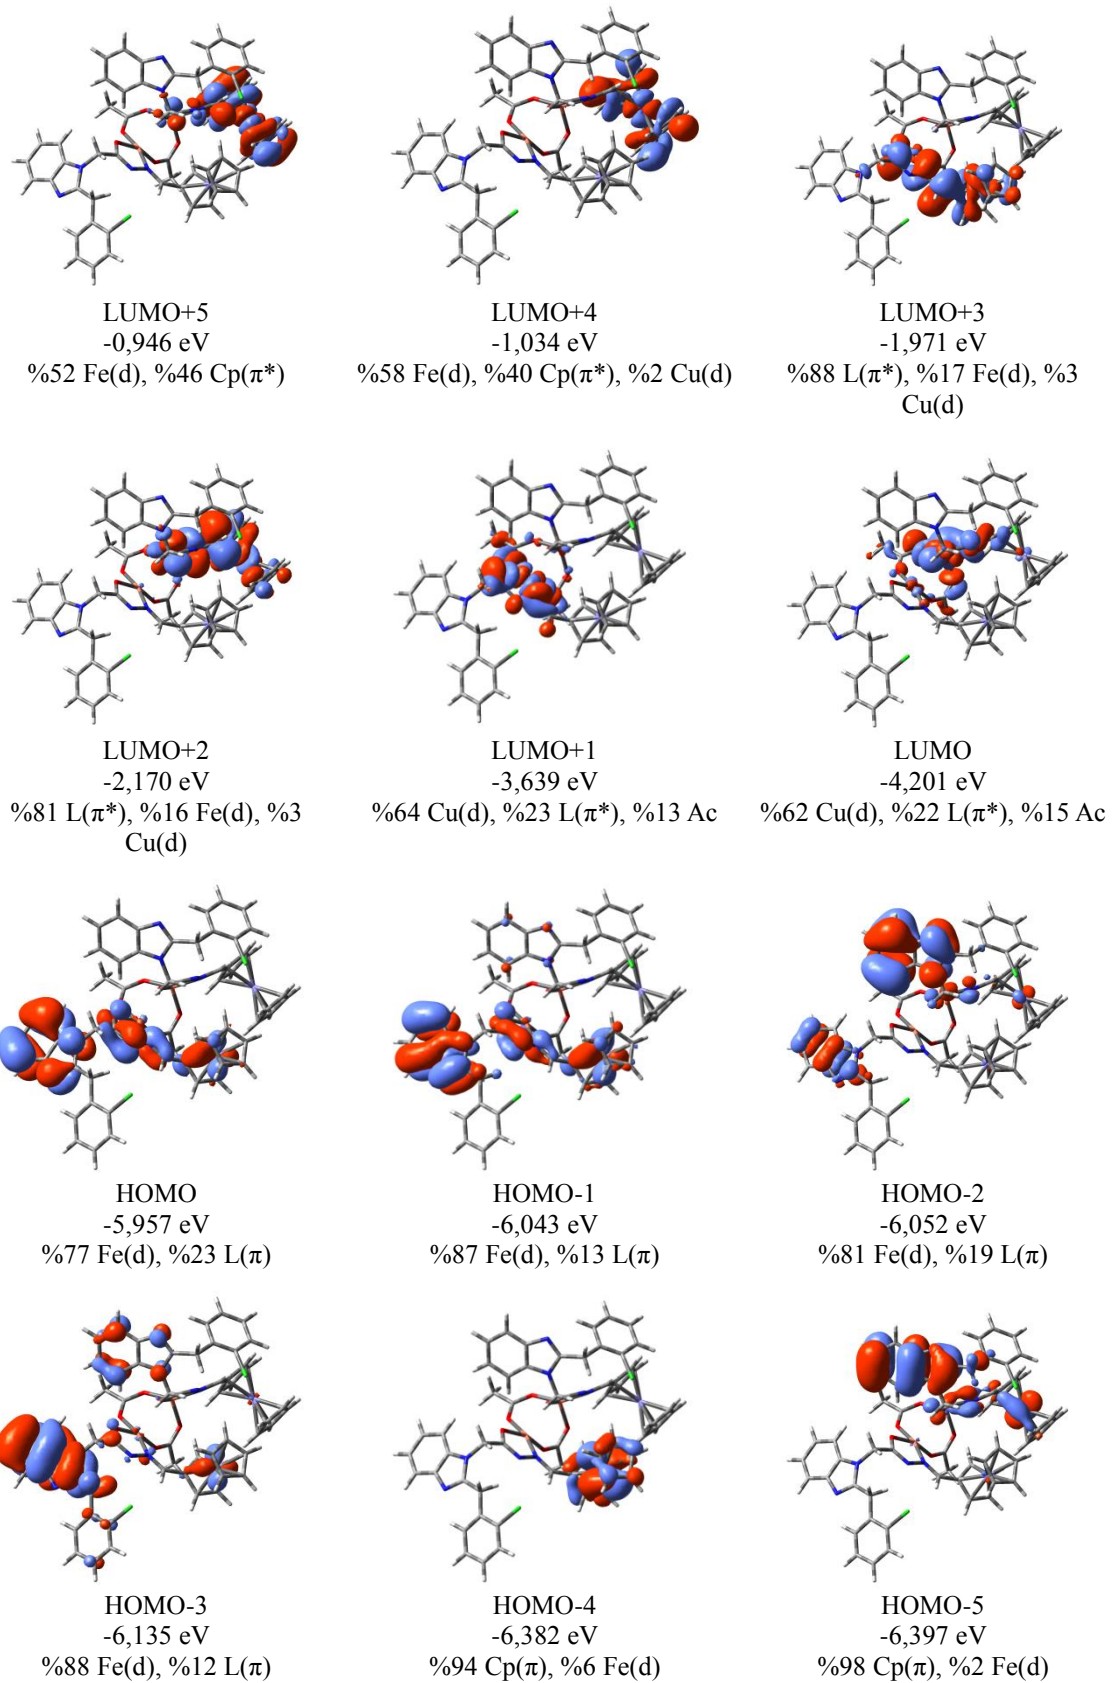 LUMO+5
-0,946 eV
%52 Fe(d), %46 Cp(π*)
LUMO+4
-1,034 eV
%58 Fe(d), %40 Cp(π*), %2 Cu(d)
LUMO+3
-1,971 eV
%88 L(π*), %17 Fe(d), %3
Cu(d)
LUMO+2
-2,170 eV
%81 L(π*), %16 Fe(d), %3
Cu(d)
LUMO+1
-3,639 eV
%64 Cu(d), %23 L(π*), %13 Ac
LUMO
-4,201 eV
%62 Cu(d), %22 L(π*), %15 Ac
HOMO
-5,957 eV
%77 Fe(d), %23 L(π)
HOMO-1
-6,043 eV
%87 Fe(d), %13 L(π)
HOMO-2
-6,052 eV
%81 Fe(d), %19 L(π)
HOMO-3
-6,135 eV
%88 Fe(d), %12 L(π)
HOMO-4
-6,382 eV
%94 Cp(π), %6 Fe(d)
HOMO-5
-6,397 eV
%98 Cp(π), %2 Fe(d)